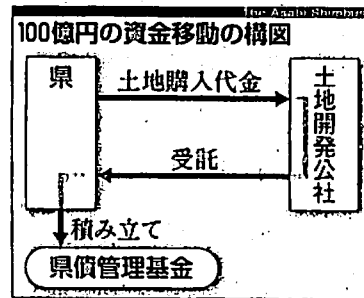 The Asahi Shimbun
100億円の資金移動の構図
県
土地購入代金
土地開発公社
受託
積み立て
県債管理基金